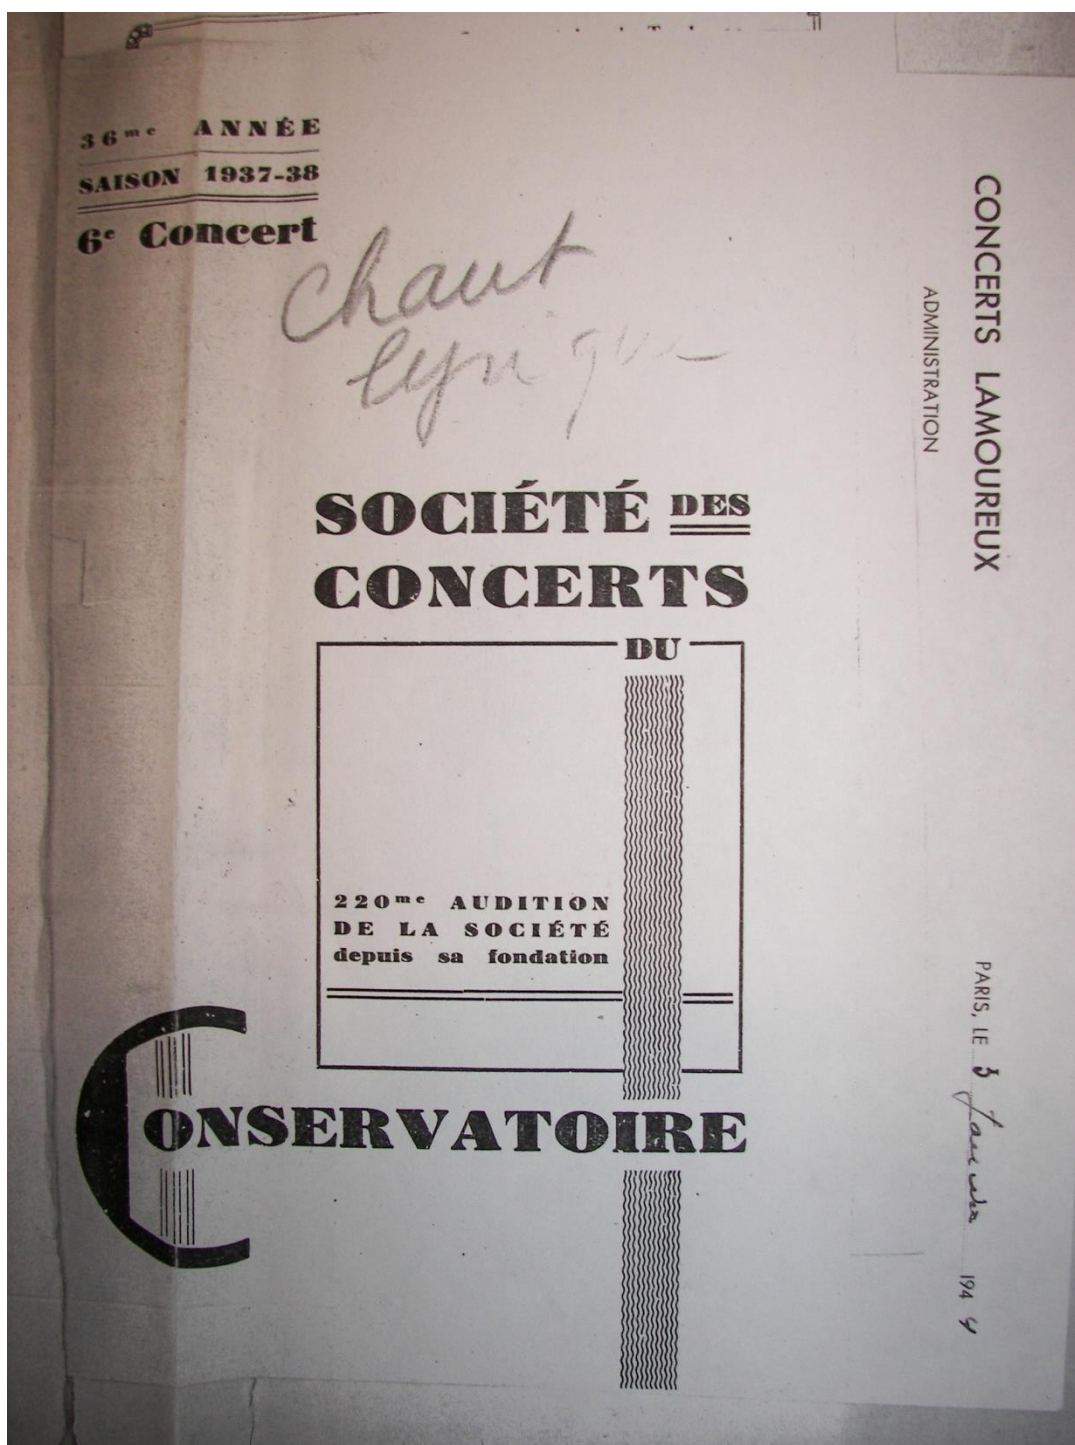 36me ANNÉE
SAISON 1937-38
6e Concert
Chant
lyrique
SOCIÉTÉ DES
CONCERTS
DU
220me AUDITION
DE LA SOCIÉTÉ
depuis sa fondation
CONSERVATOIRE
CONCERTS LAMOUREUX
ADMINISTRATION
PARIS, LE 3 Janvier 1944